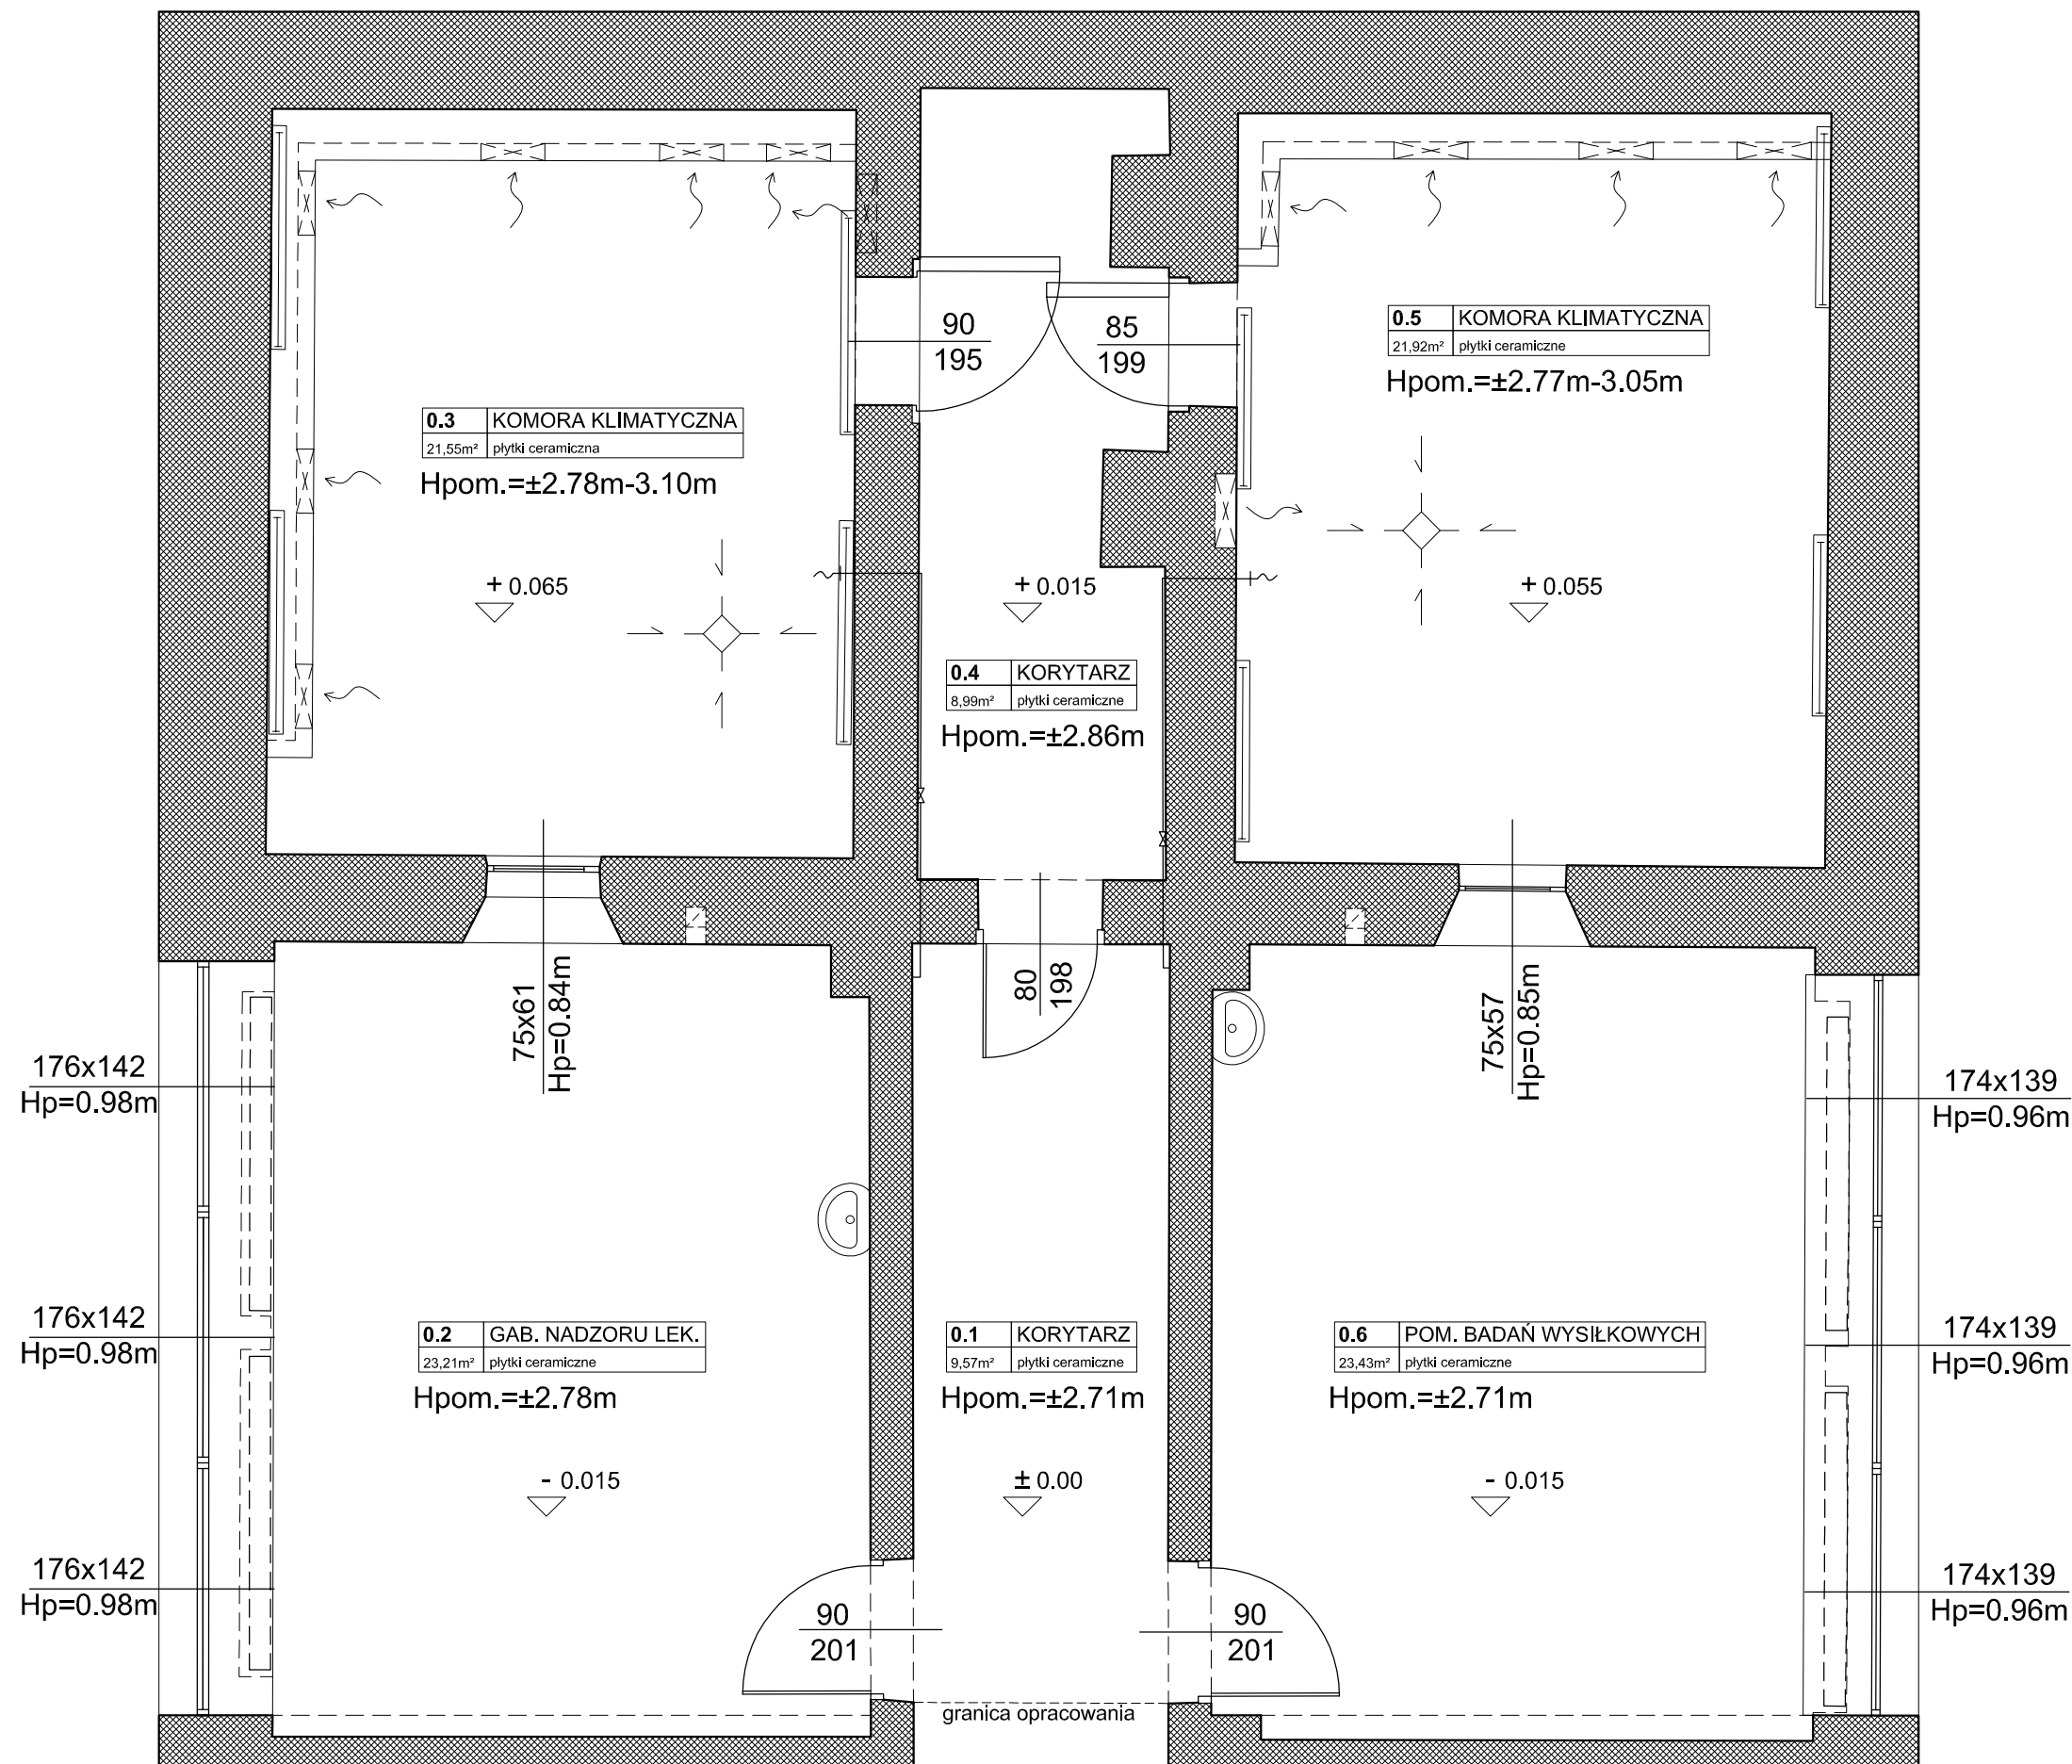 90
195
85
199
0.5 KOMORA KLIMATYCZNA
21,92m² płytki ceramiczne
Hpom.=±2.77m-3.05m
0.3 KOMORA KLIMATYCZNA
21,55m² płytki ceramiczna
Hpom.=±2.78m-3.10m
+ 0.065
+ 0.015
+ 0.055
0.4 KORYTARZ
8,99m² płytki ceramiczne
Hpom.=±2.86m
75x61
Hp=0.84m
80
198
75x57
Hp=0.85m
176x142
Hp=0.98m
174x139
Hp=0.96m
176x142
Hp=0.98m
174x139
Hp=0.96m
0.2 GAB. NADZORU LEK.
23,21m² płytki ceramiczne
Hpom.=±2.78m
0.1 KORYTARZ
9,57m² płytki ceramiczne
Hpom.=±2.71m
0.6 POM. BADAŃ WYSIŁKOWYCH
23,43m² płytki ceramiczne
Hpom.=±2.71m
- 0.015
± 0.00
- 0.015
176x142
Hp=0.98m
174x139
Hp=0.96m
90
201
90
201
granica opracowania